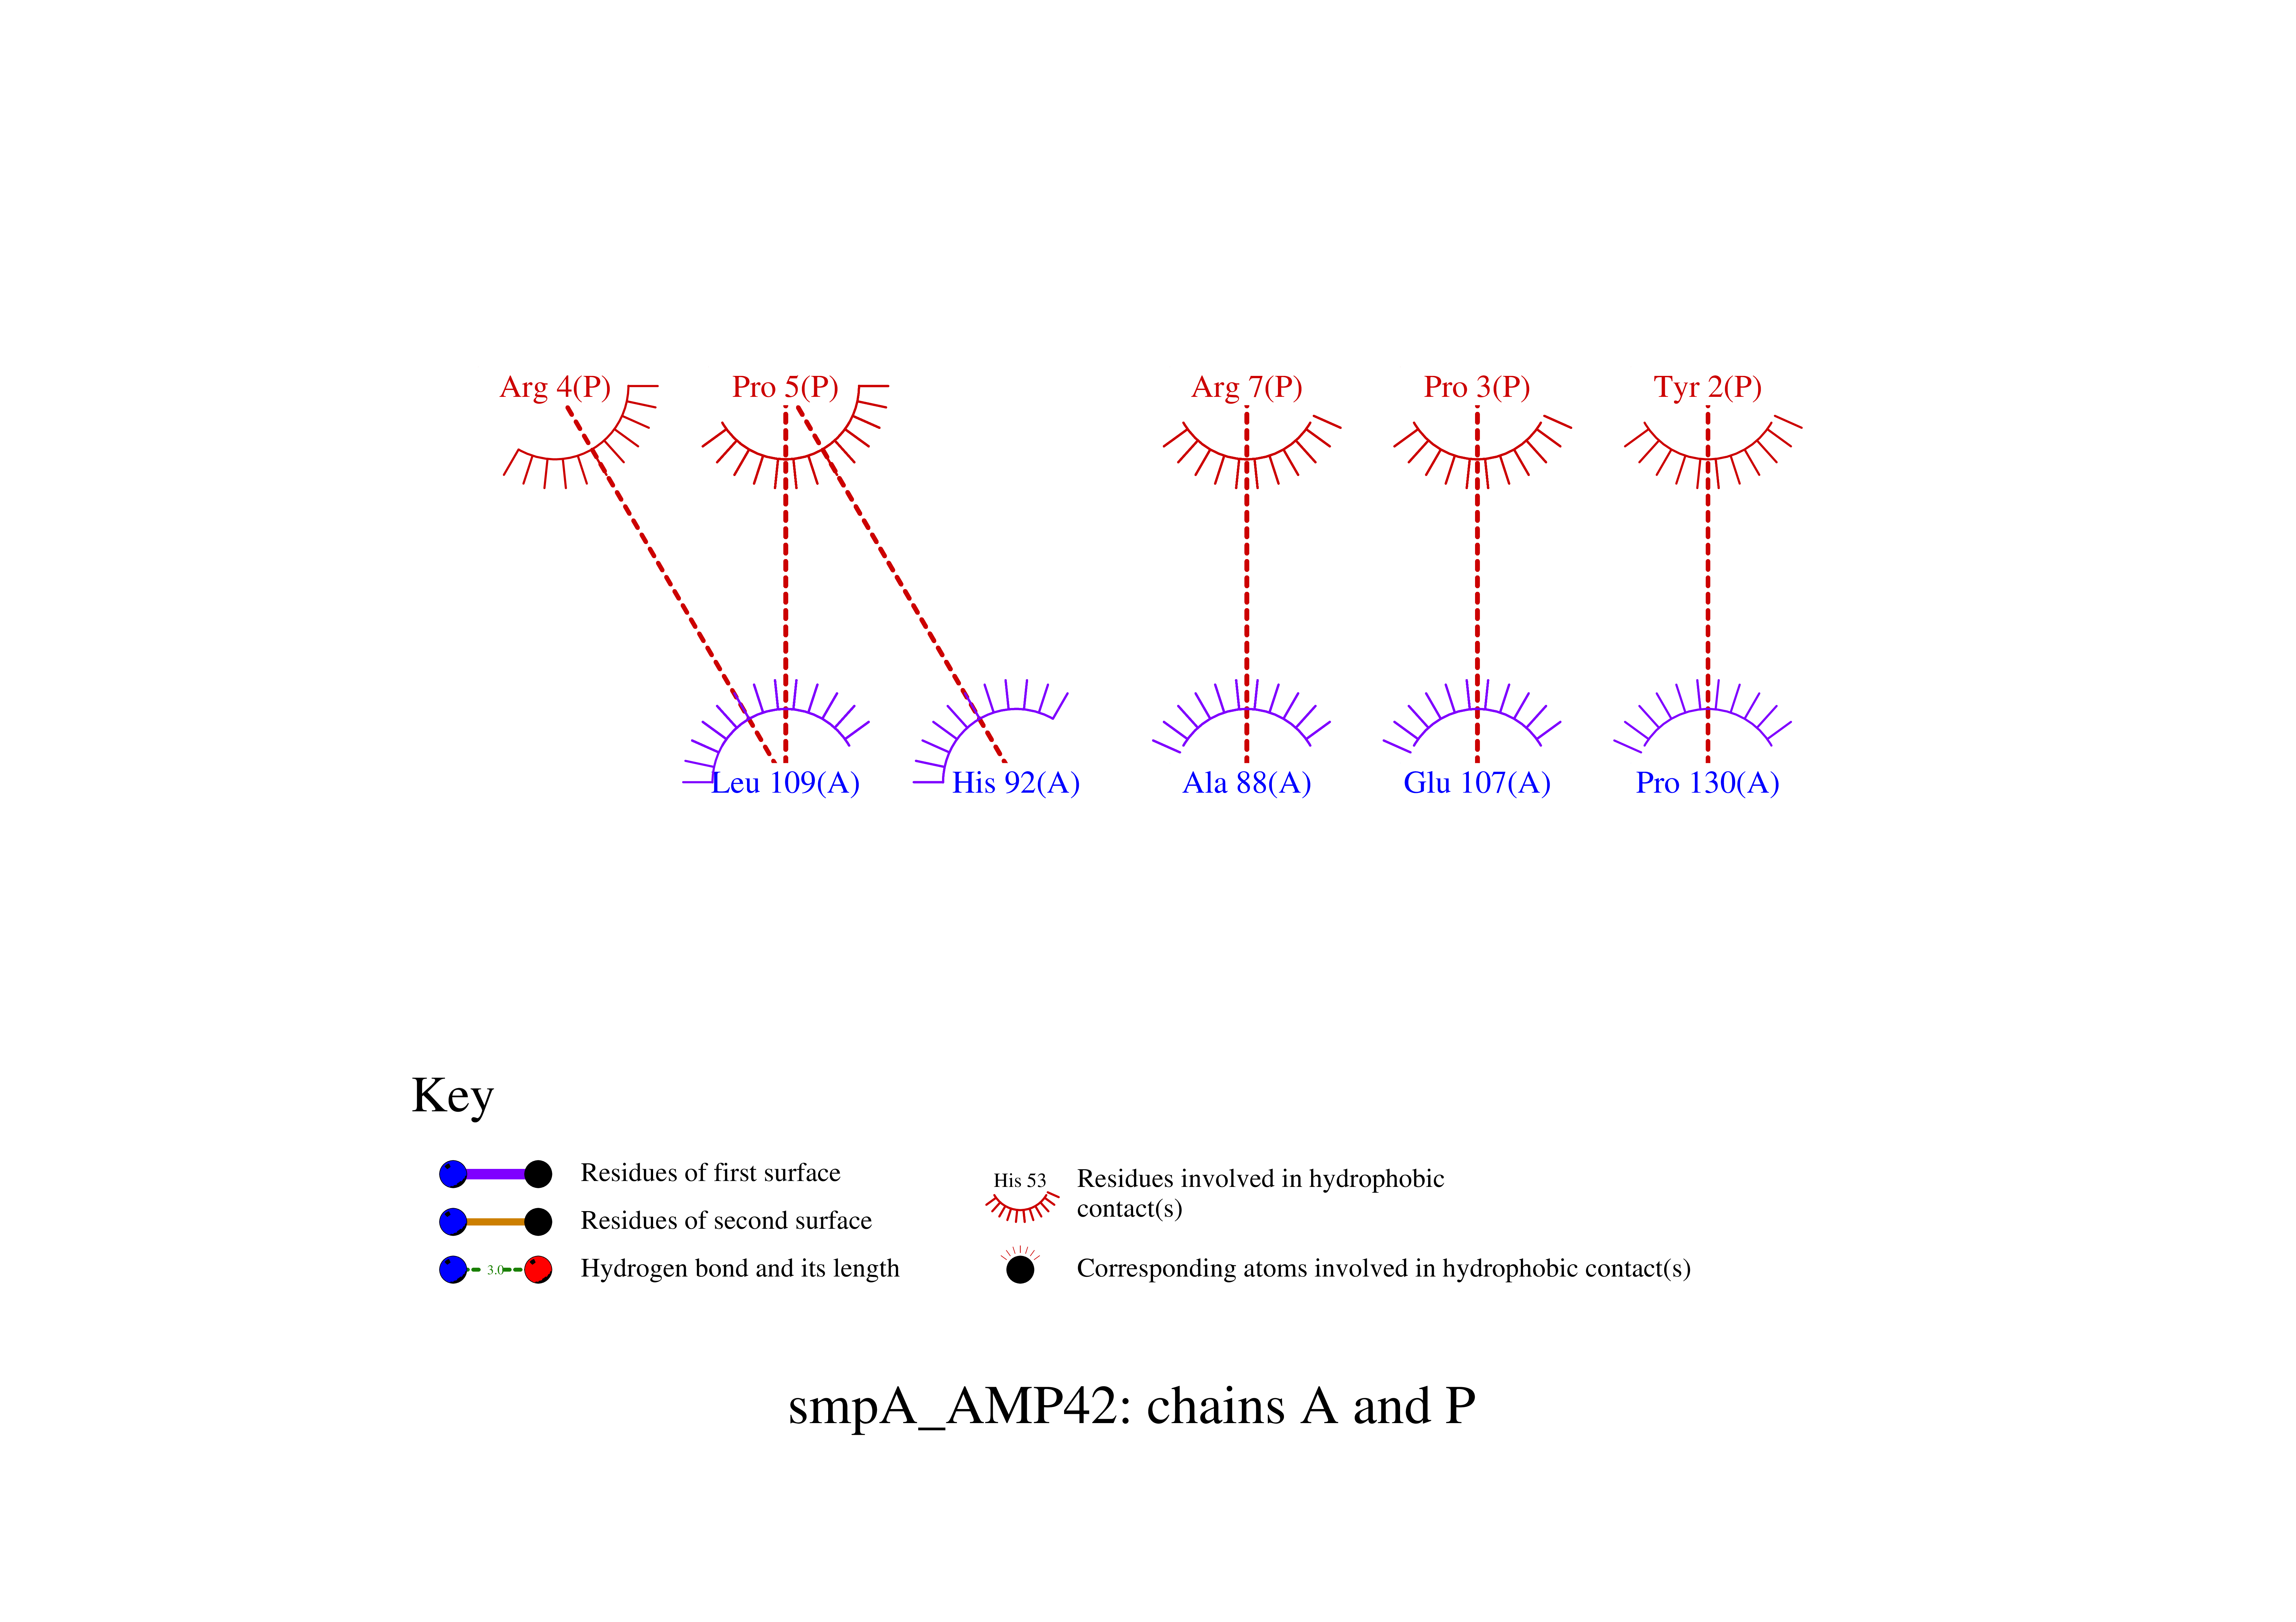 Arg 4(P) Pro 5(P) Arg 7(P) Pro 3(P) Tyr 2(P)
Leu 109(A) His 92(A) Ala 88(A) Glu 107(A) Pro 130(A)
Key
Residues of first surface
Residues of second surface
3.0 Hydrogen bond and its length
His 53 Residues involved in hydrophobic
contact(s)
Corresponding atoms involved in hydrophobic contact(s)
smpA_AMP42: chains A and P